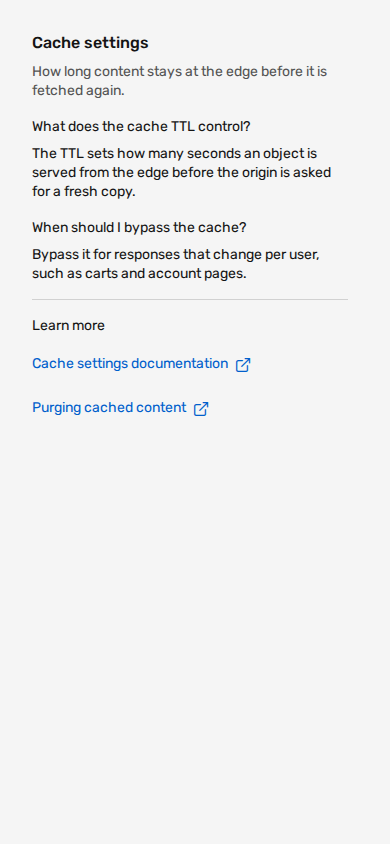 Cache settings
How long content stays at the edge before it is
fetched again.
What does the cache TTL control?
The TTL sets how many seconds an object is
served from the edge before the origin is asked
for a fresh copy.
When should I bypass the cache?
Bypass it for responses that change per user,
such as carts and account pages.
Learn more
Cache settings documentation
Purging cached content